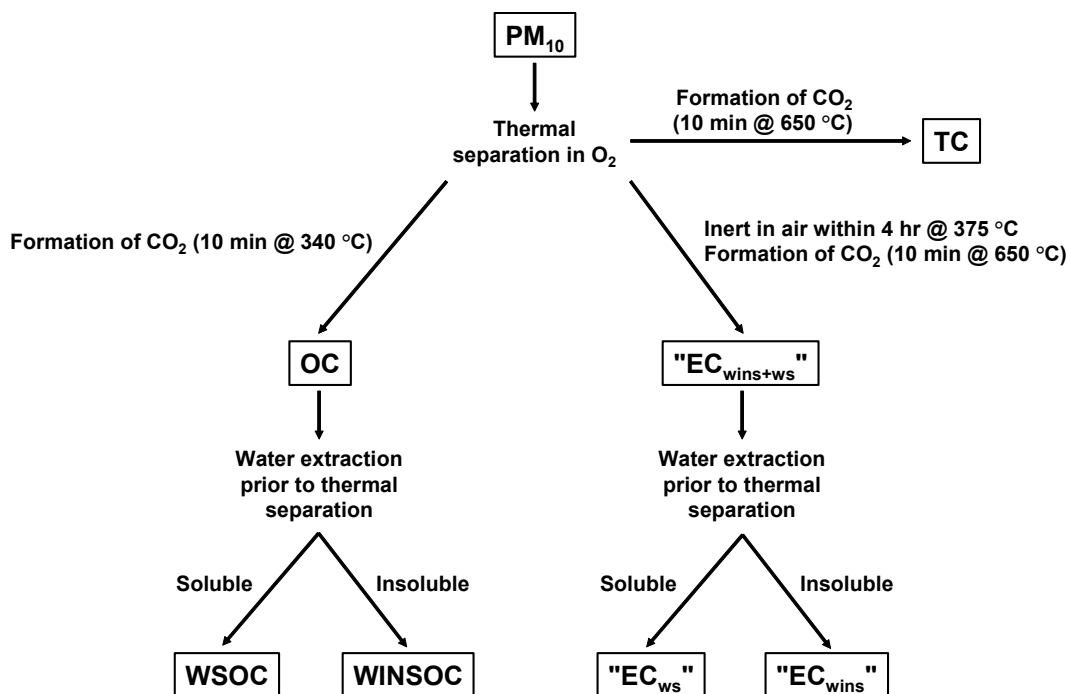 PM10
Formation of CO2
(10 min @ 650 °C)
Thermal
separation in O2
TC
Formation of CO2 (10 min @ 340 °C)
Inert in air within 4 hr @ 375 °C
Formation of CO2 (10 min @ 650 °C)
OC
"ECwins+ws"
Water extraction
prior to thermal
separation
Water extraction
prior to thermal
separation
Soluble
Insoluble
Soluble
Insoluble
WSOC
WINSOC
"ECws"
"ECwins"